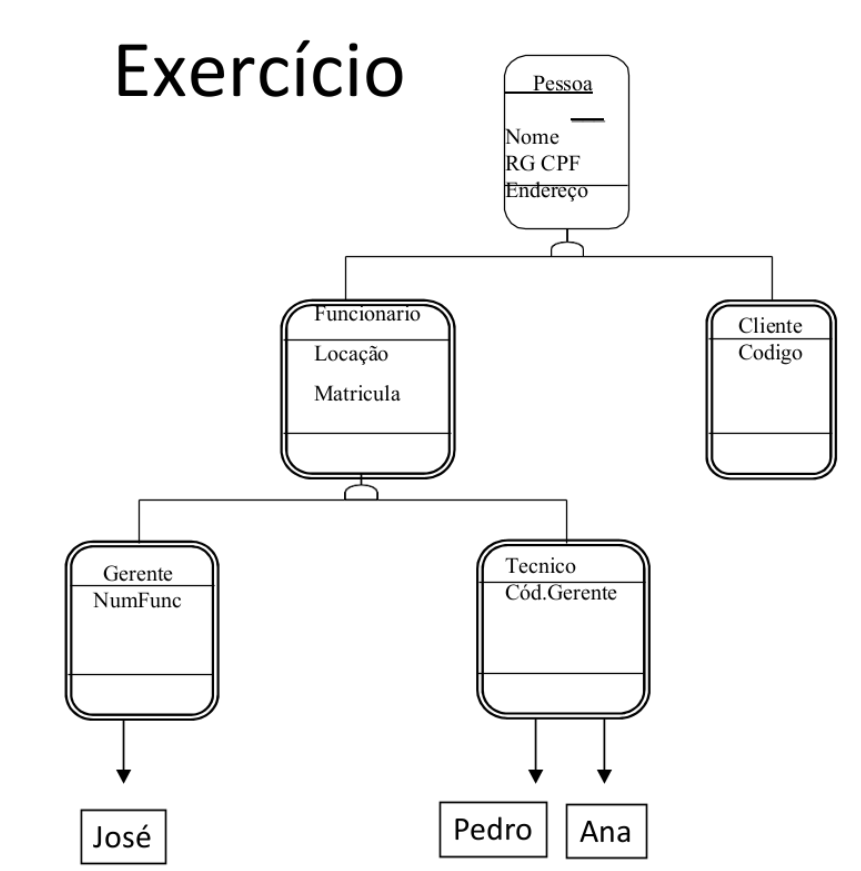 Exercício
Pessoa
Nome
RG CPF
Endereço
Funcionario
Locação
Matricula
Cliente
Codigo
Gerente
NumFunc
Tecnico
Cód.Gerente
José
Pedro
Ana